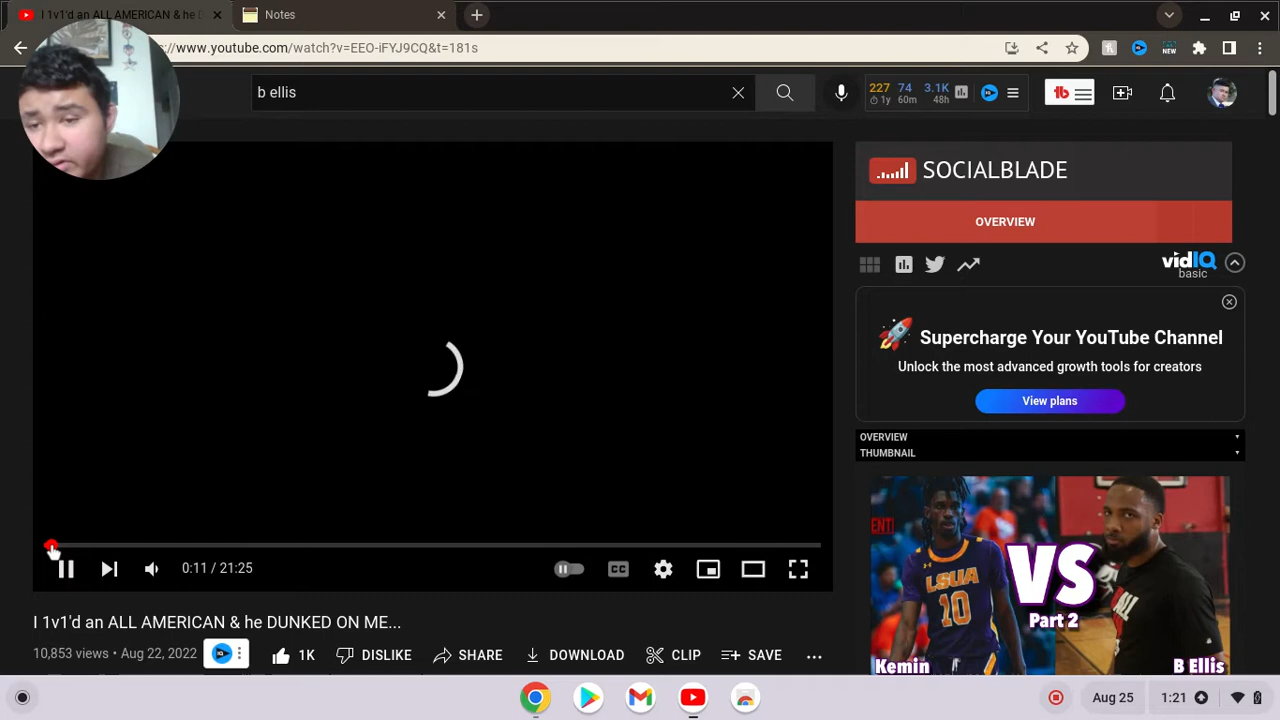 I 1v1'd an ALL AMERICAN & he D
Notes
://www.youtube.com/watch?v=EEO-iFYJ9CQ&t=181s
NEW
b ellis
227 74 3.1K
1y 60m 48h
SOCIALBLADE
OVERVIEW
vidIQ
basic
Supercharge Your YouTube Channel
Unlock the most advanced growth tools for creators
View plans
OVERVIEW
THUMBNAIL
ENT!
LSUA
10
VS
Part 2
Kemin
B Ellis
0:11 / 21:25
CC
I 1v1'd an ALL AMERICAN & he DUNKED ON ME...
10,853 views • Aug 22, 2022
1K
DISLIKE
SHARE
DOWNLOAD
CLIP
SAVE
Aug 25
1:21